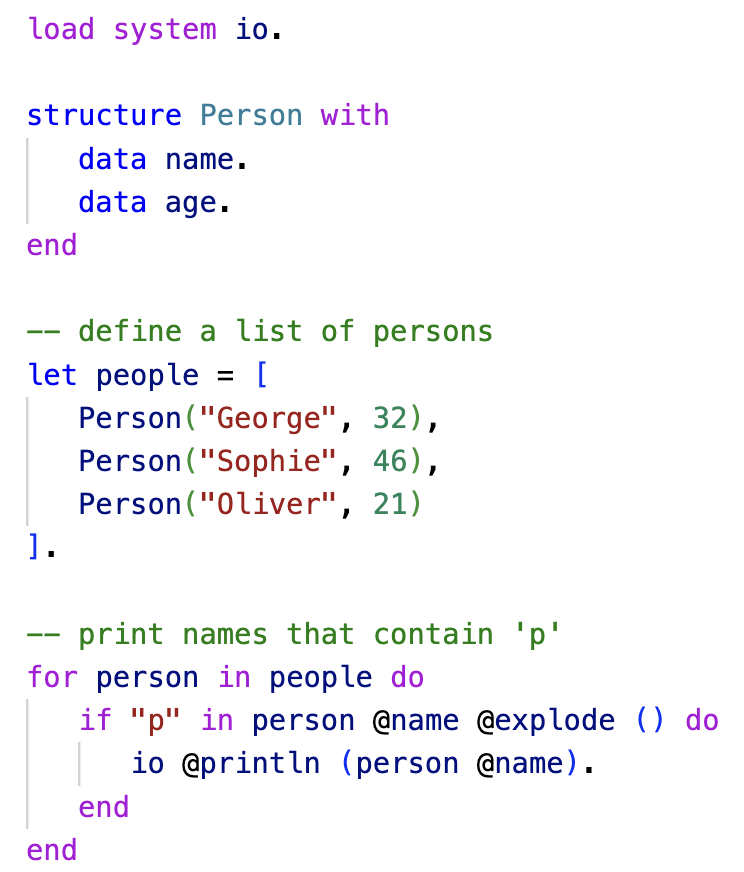 load system io.
structure Person with
data name.
data age.
end
-- define a list of persons
let people = [
Person("George", 32),
Person("Sophie", 46),
Person("Oliver", 21)
].
-- print names that contain 'p'
for person in people do
if "p" in person @name @explode () do
io @println (person @name).
end
end